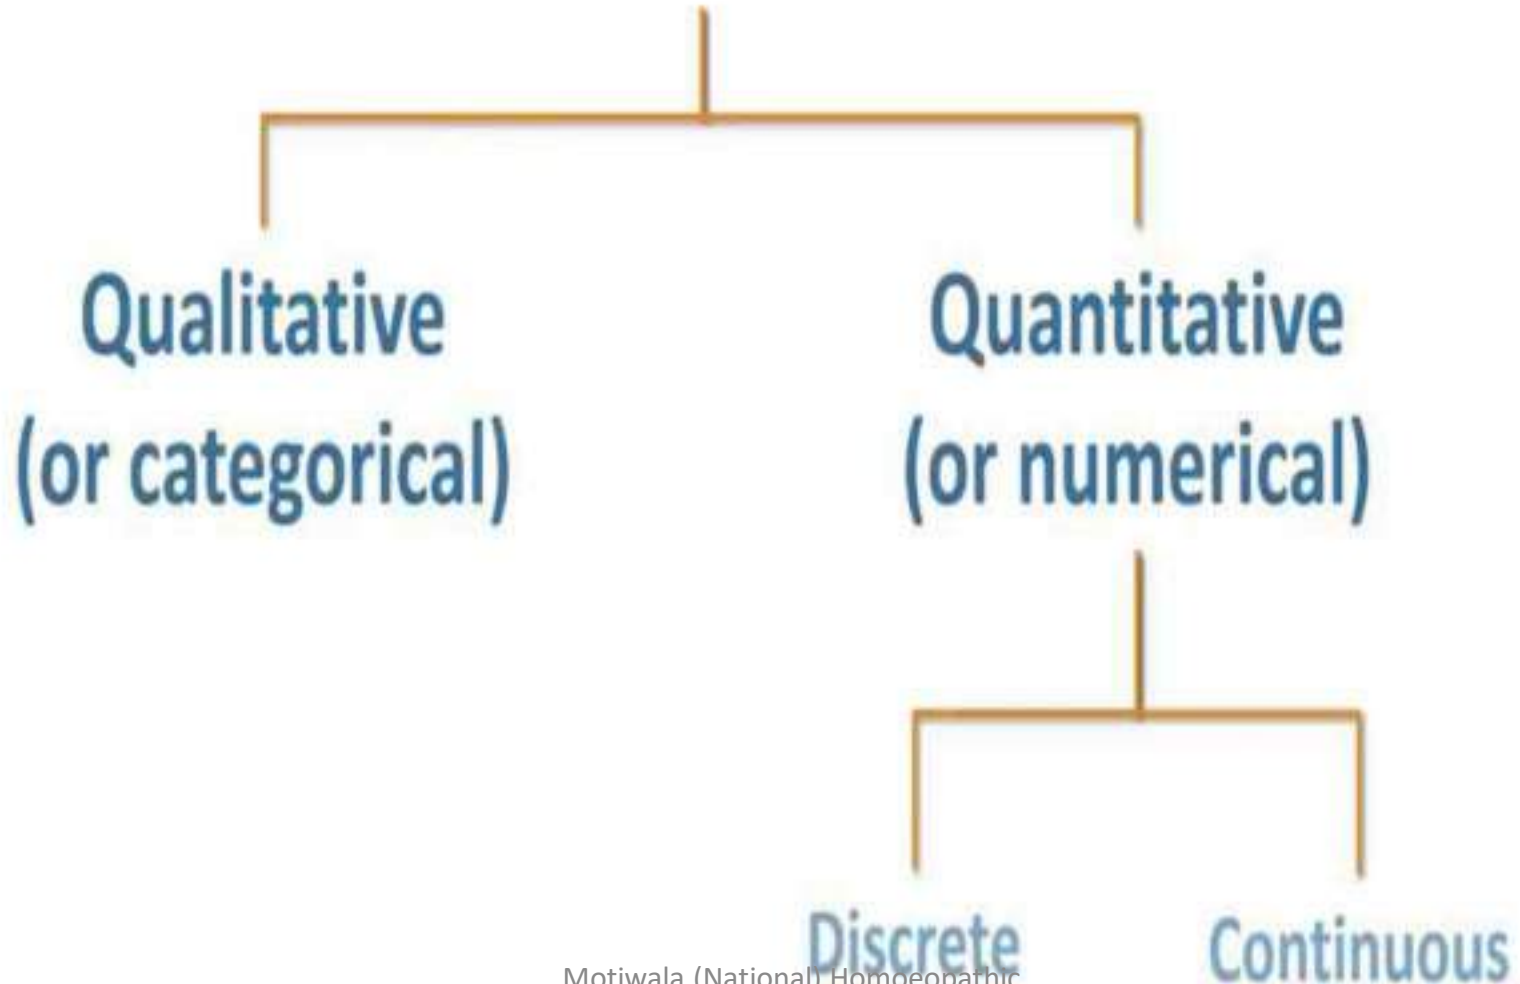 Qualitative
(or categorical)
Quantitative
(or numerical)
Discrete
Continuous
Motiwala (National) Homoeopathic